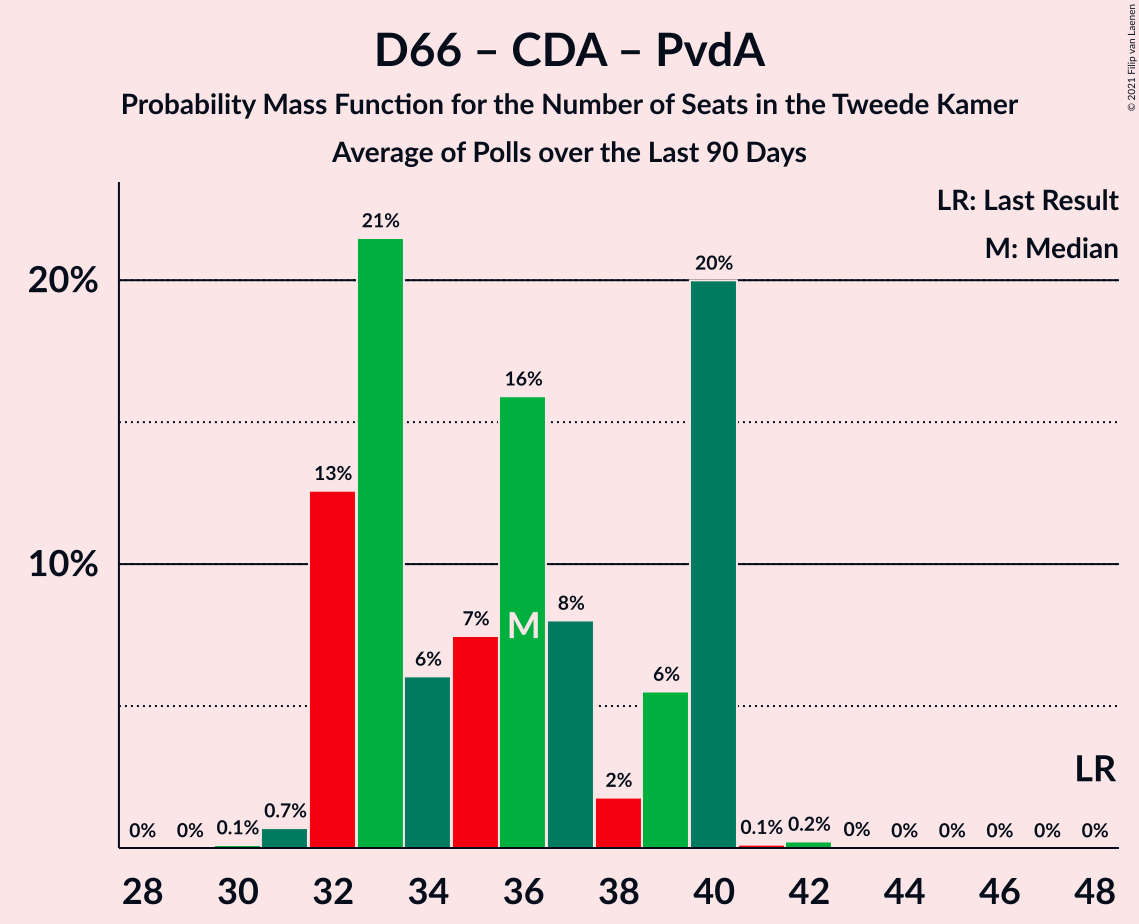 D66 – CDA – PvdA
Probability Mass Function for the Number of Seats in the Tweede Kamer
Average of Polls over the Last 90 Days
© 2021 Filip van Laenen
LR: Last Result
M: Median
20%
10%
0% 0% 0.1% 0.7% 13% 21% 6% 7% 16% 8% 2% 6% 20% 0.1% 0.2% 0% 0% 0% 0% 0% 0%
M
LR
28 30 32 34 36 38 40 42 44 46 48